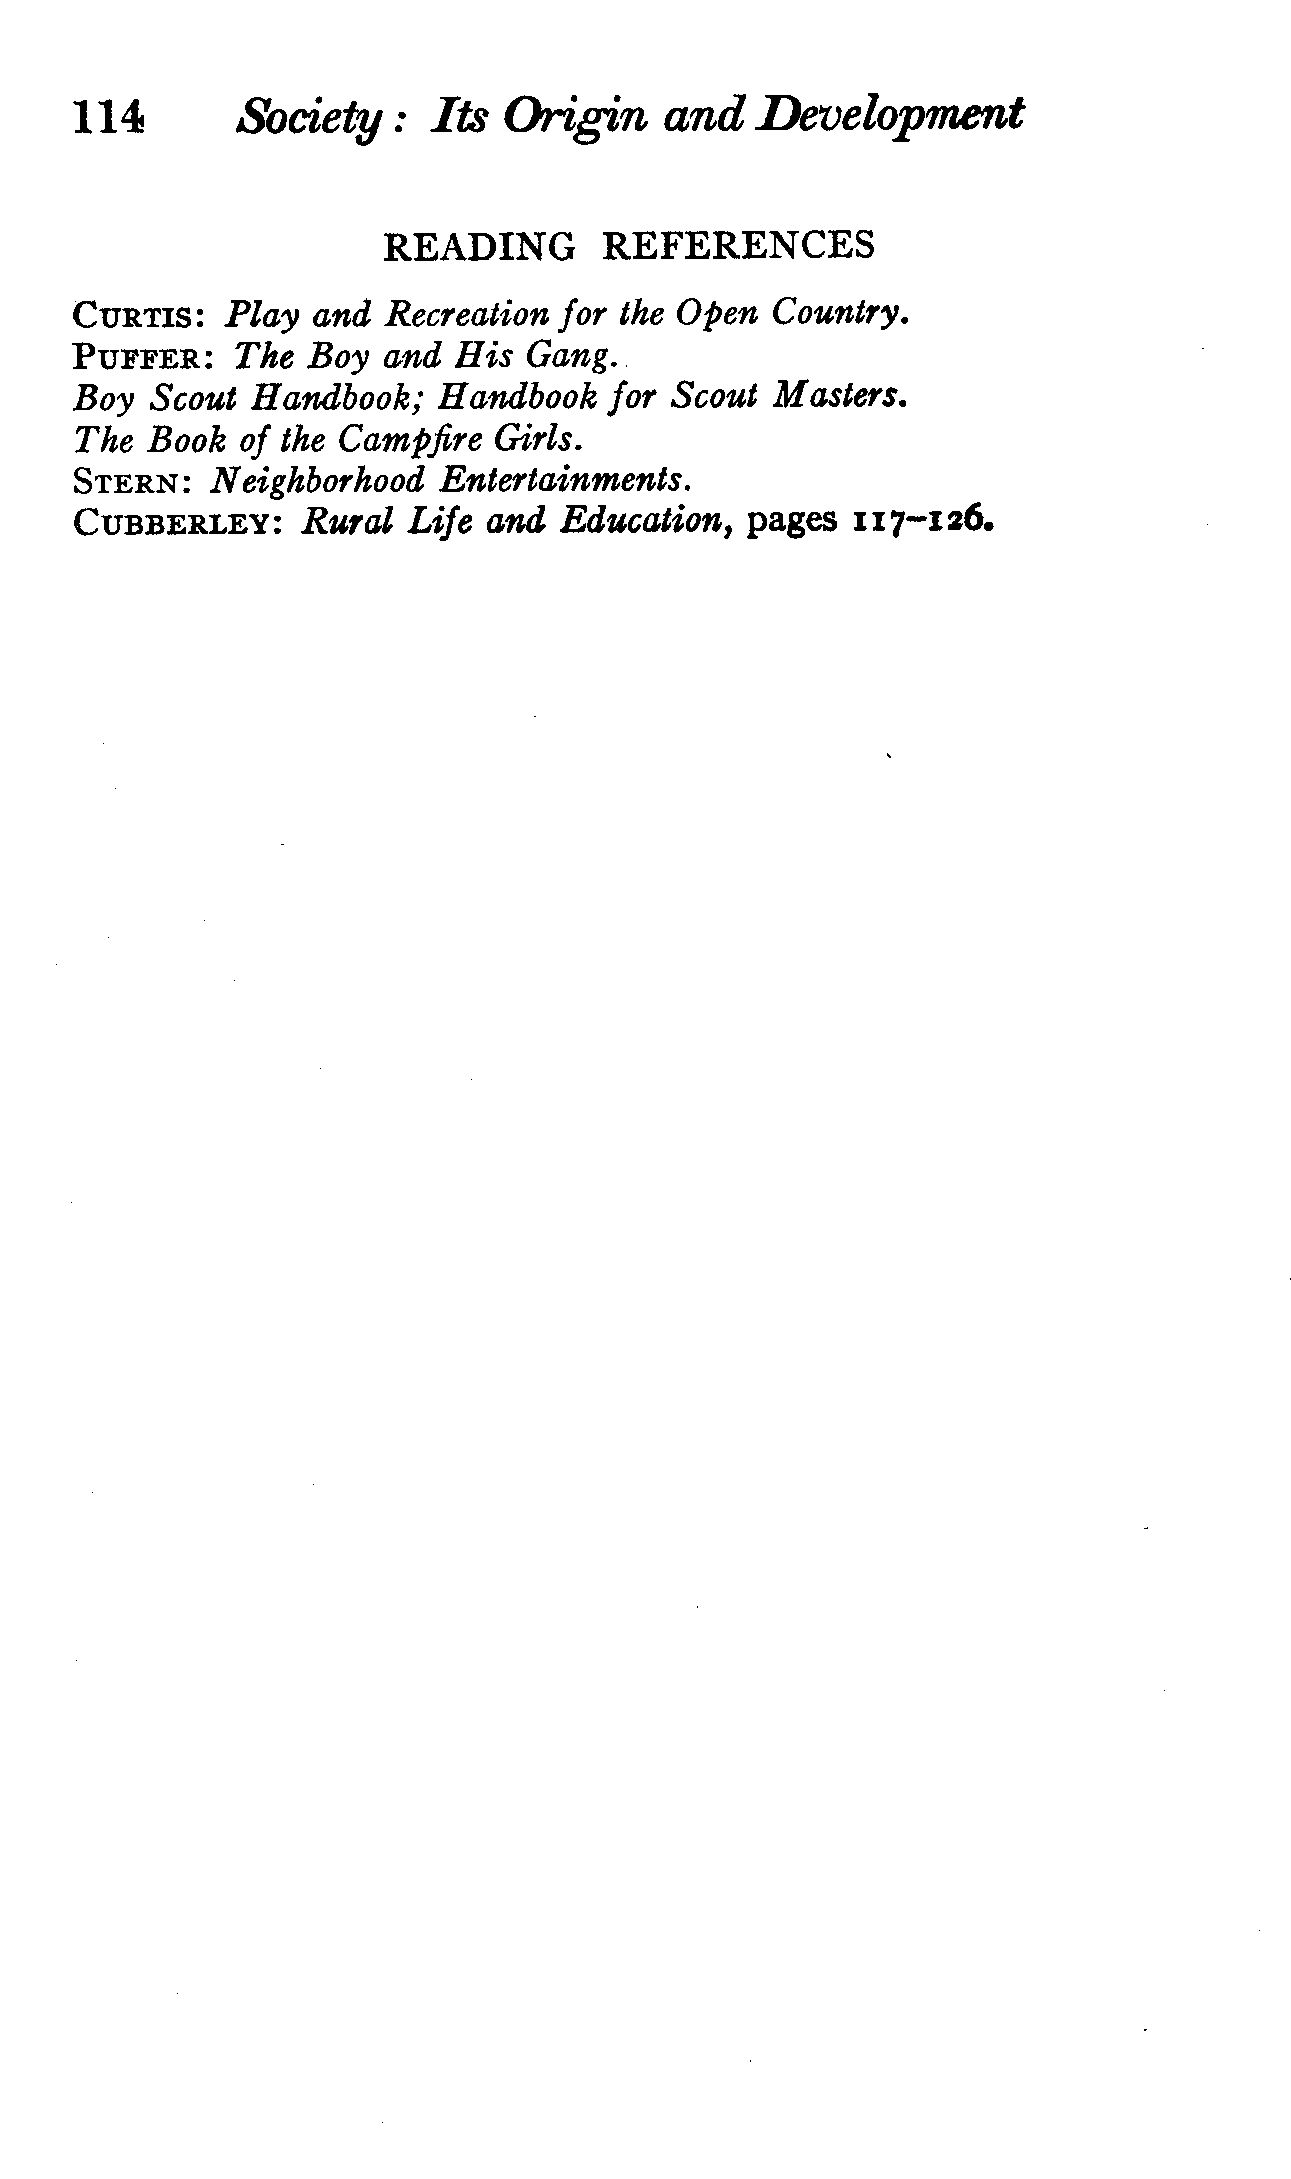 114 Society : Its Origin and Development
READING REFERENCES
CURTIS: Play and Recreation for the Open Country.
PUFFER: The Boy and His Gang.
Boy Scout Handbook; Handbook for Scout Masters.
The Book of the Campfire Girls.
STERN: Neighborhood Entertainments.
CUBBERLEY: Rural Life and Education, pages 117–126.